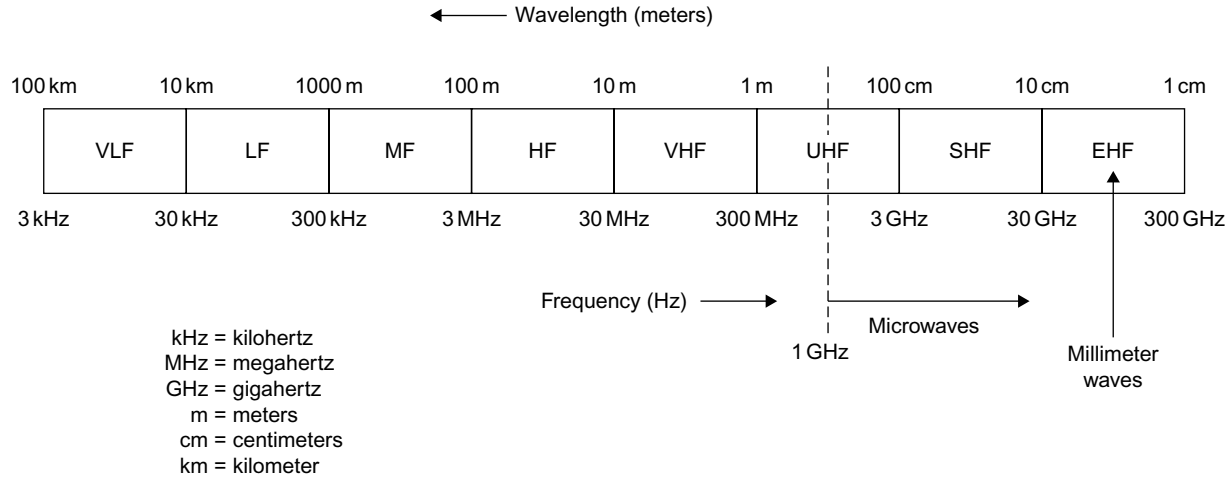 Wavelength (meters)
100 km 10 km 1000 m 100 m 10 m 1 m 100 cm 10 cm 1 cm
VLF LF MF HF VHF UHF SHF EHF
3 kHz 30 kHz 300 kHz 3 MHz 30 MHz 300 MHz 3 GHz 30 GHz 300 GHz
Frequency (Hz)
Microwaves
1 GHz
Millimeter
waves
kHz = kilohertz
MHz = megahertz
GHz = gigahertz
m = meters
cm = centimeters
km = kilometer